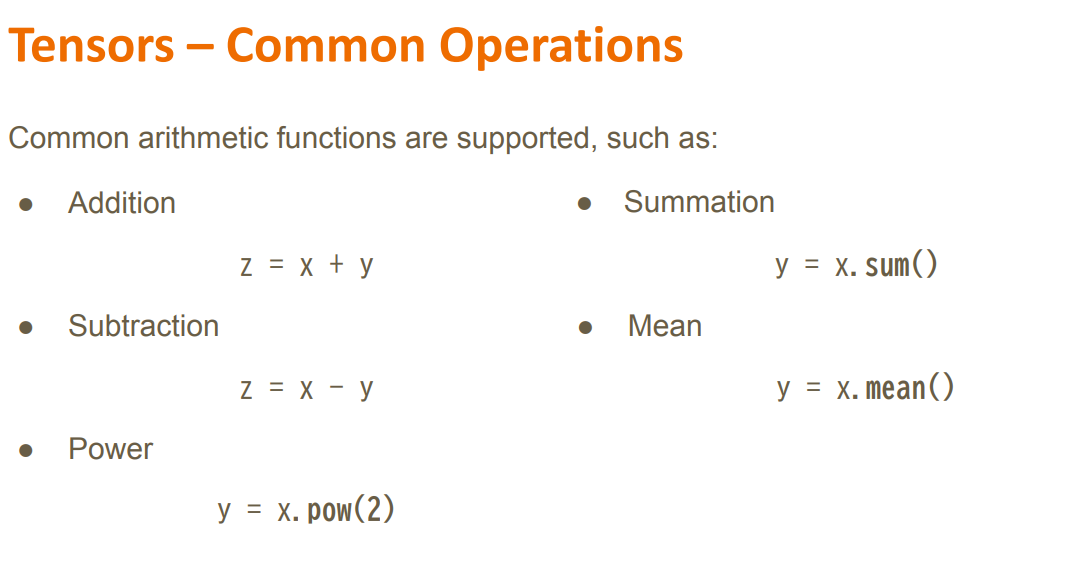 Tensors – Common Operations
Common arithmetic functions are supported, such as:
● Addition
z = x + y
● Subtraction
z = x − y
● Power
y = x.pow(2)
● Summation
y = x.sum()
● Mean
y = x.mean()